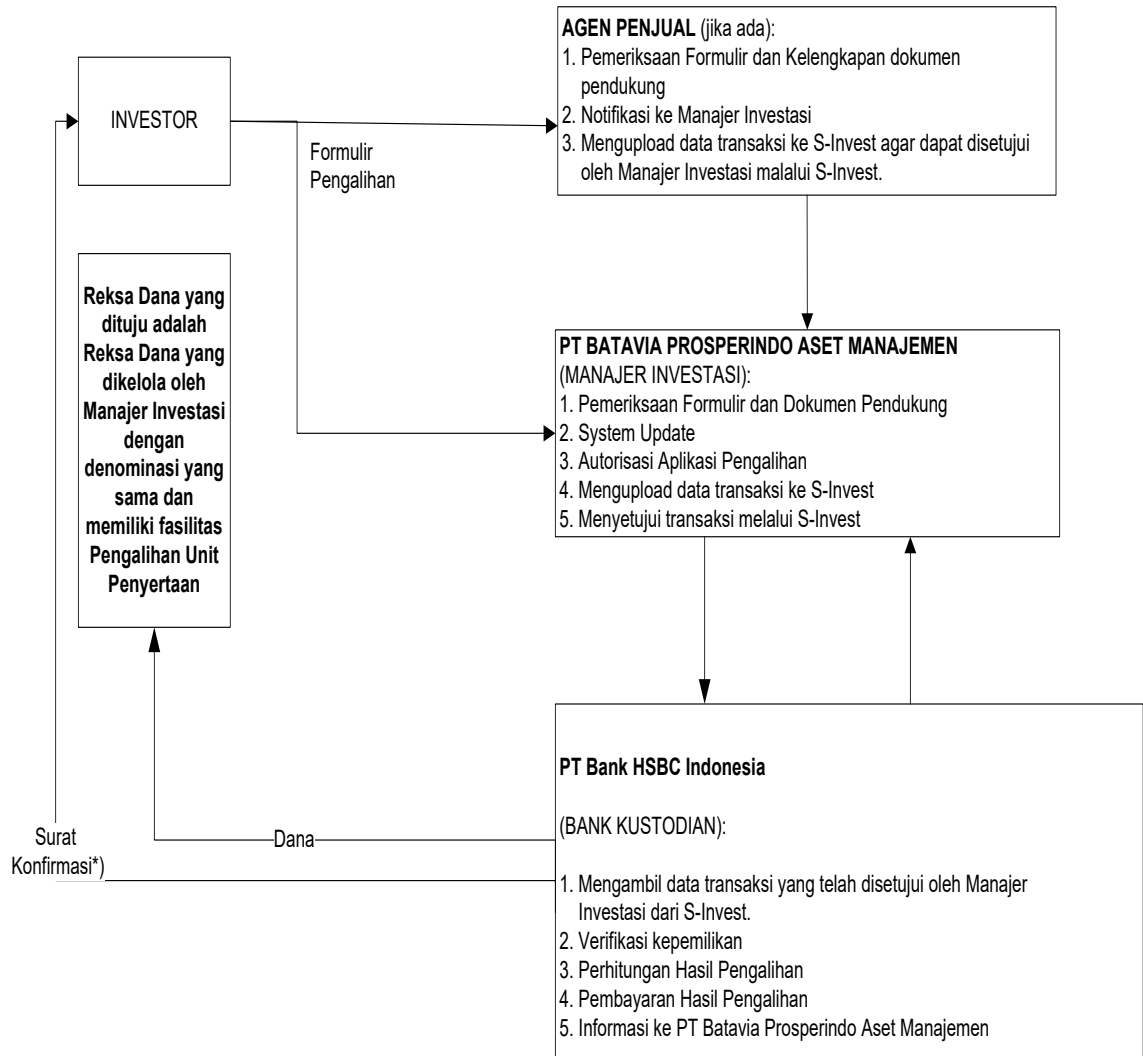 AGEN PENJUAL (jika ada):
1. Pemeriksaan Formulir dan Kelengkapan dokumen
pendukung
2. Notifikasi ke Manajer Investasi
3. Mengupload data transaksi ke S-Invest agar dapat disetujui
oleh Manajer Investasi malalui S-Invest.
INVESTOR
Formulir
Pengalihan
Reksa Dana yang
dituju adalah
Reksa Dana yang
dikelola oleh
Manajer Investasi
dengan
denominasi yang
sama dan
memiliki fasilitas
Pengalihan Unit
Penyertaan
PT BATAVIA PROSPERINDO ASET MANAJEMEN
(MANAJER INVESTASI):
1. Pemeriksaan Formulir dan Dokumen Pendukung
2. System Update
3. Autorisasi Aplikasi Pengalihan
4. Mengupload data transaksi ke S-Invest
5. Menyetujui transaksi melalui S-Invest
PT Bank HSBC Indonesia
(BANK KUSTODIAN):
1. Mengambil data transaksi yang telah disetujui oleh Manajer
Investasi dari S-Invest.
2. Verifikasi kepemilikan
3. Perhitungan Hasil Pengalihan
4. Pembayaran Hasil Pengalihan
5. Informasi ke PT Batavia Prosperindo Aset Manajemen
Dana
Surat
Konfirmasi*)